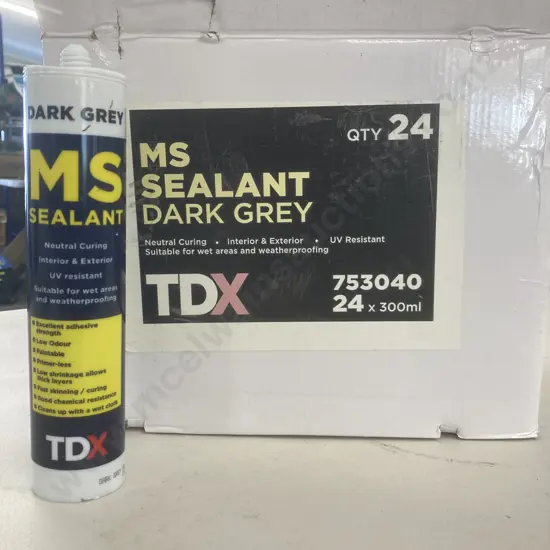 DARK GREY
MS
SEALANT
Neutral Curing
Interior & Exterior
UV resistant
Suitable for wet areas
and weatherproofing
Excellent adhesive
strength
Low Odour
Paintable
Primer-less
Low shrinkage allows
thick layers
Fast skinning / curing
Good chemical resistance
Cleans up with a wet cloth
TDX
DARK GREY
QTY 24
MS
SEALANT
DARK GREY
Neutral Curing • Interior & Exterior • UV Resistant
Suitable for wet areas and weatherproofing
TDX
753040
24 x 300ml